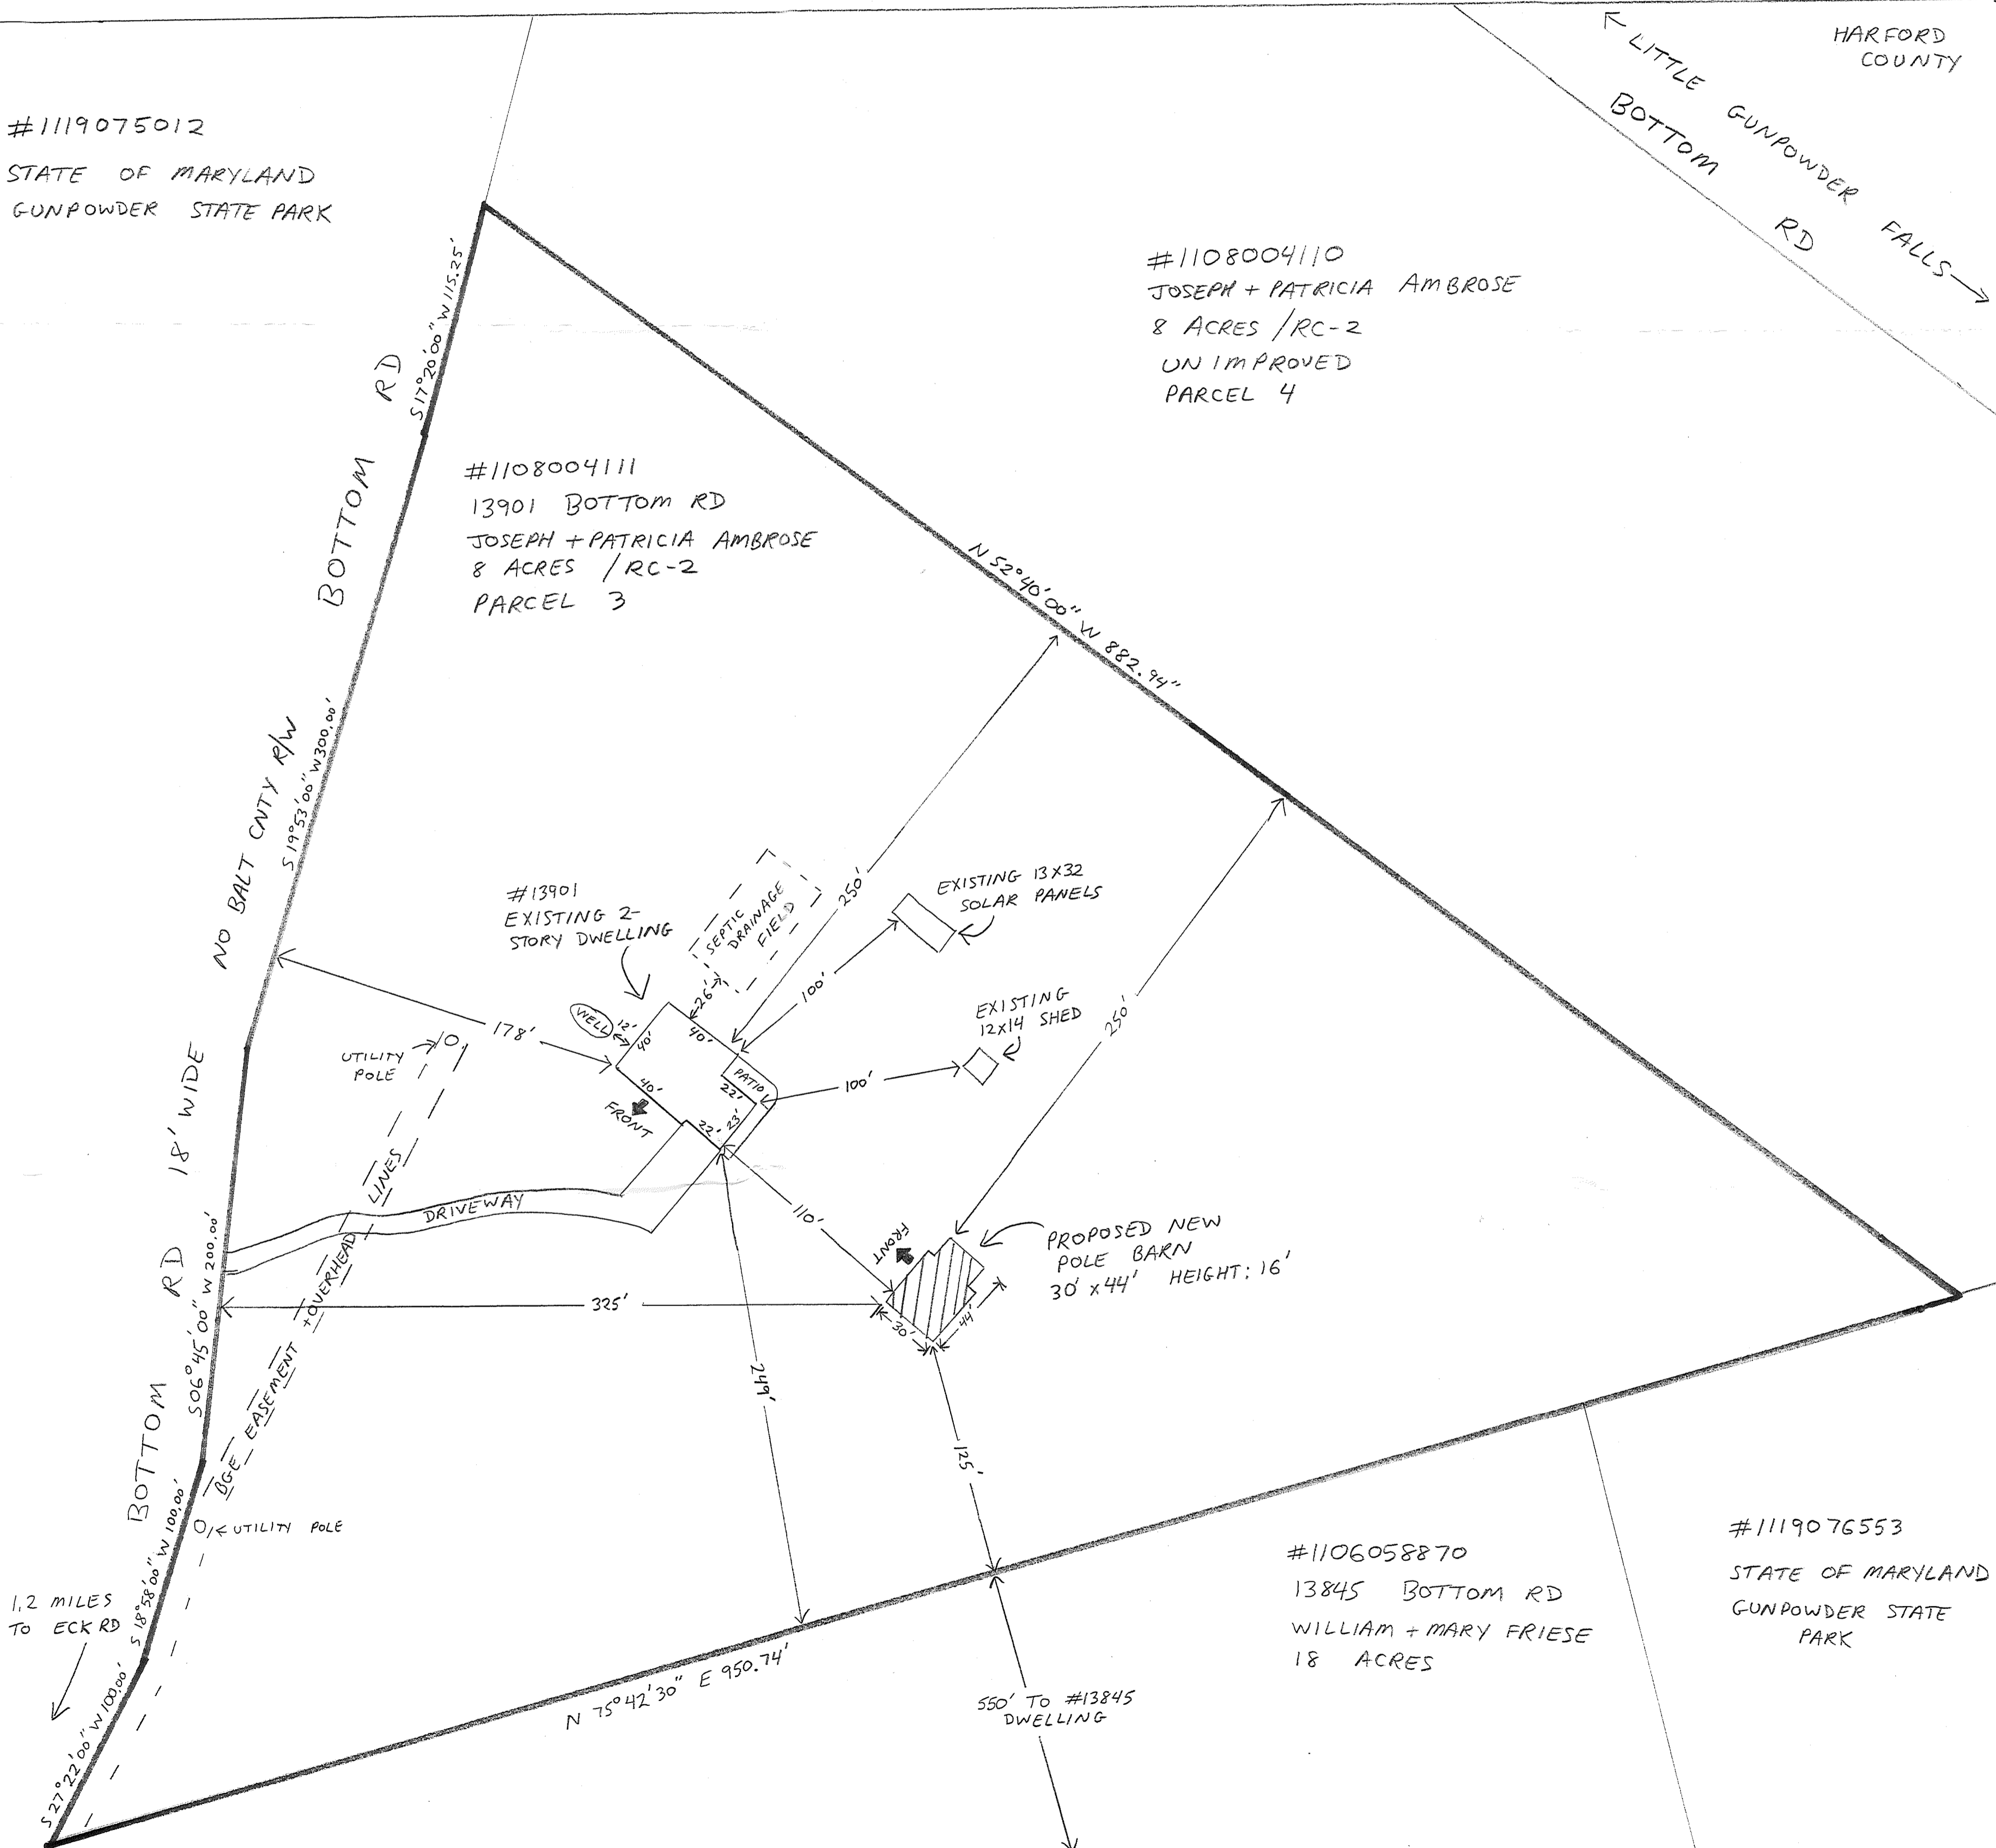 HARFORD
COUNTY
← LITTLE GUNPOWDER FALLS →
BOTTOM RD
#1119075012
STATE OF MARYLAND
GUNPOWDER STATE PARK
#1108004110
JOSEPH + PATRICIA AMBROSE
8 ACRES / RC-2
UNIMPROVED
PARCEL 4
S17°20'00" W 115.25'
BOTTOM RD
#1108004111
13901 BOTTOM RD
JOSEPH + PATRICIA AMBROSE
8 ACRES / RC-2
PARCEL 3
N 52°40'00" W 882.94"
NO BALT CNTY R/W
S 19°53'00" W 300.00'
#13901
EXISTING 2-
STORY DWELLING
SEPTIC
DRAINAGE
FIELD
250'
EXISTING 13X32
SOLAR PANELS
100'
26'
EXISTING
12X14 SHED
250'
WELL
12'
40'
40'
178'
UTILITY
POLE
PATIO
100'
40'
22'
FRONT
22'
23'
18' WIDE
LINES
DRIVEWAY
110'
FRONT
PROPOSED NEW
POLE BARN
30' X 44' HEIGHT: 16'
BOTTOM RD
S06°45'00" W 200.00'
+OVERHEAD
325'
30'
44'
BGE EASEMENT
249'
125'
S 18°58'00" W 100.00'
UTILITY POLE
1.2 MILES
TO ECK RD
S 27°22'00" W 100.00'
N 75°42'30" E 950.74'
550' TO #13845
DWELLING
#1106058870
13845 BOTTOM RD
WILLIAM + MARY FRIESE
18 ACRES
#1119076553
STATE OF MARYLAND
GUNPOWDER STATE
PARK